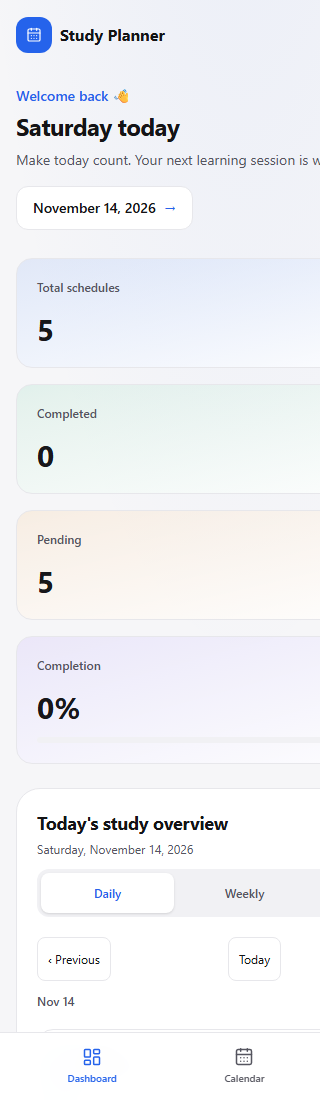 Study Planner
Welcome back 👋
Saturday today
Make today count. Your next learning session is
November 14, 2026 →
Total schedules
5
Completed
0
Pending
5
Completion
0%
Today's study overview
Saturday, November 14, 2026
Daily Weekly
‹ Previous Today
Nov 14
Dashboard Calendar